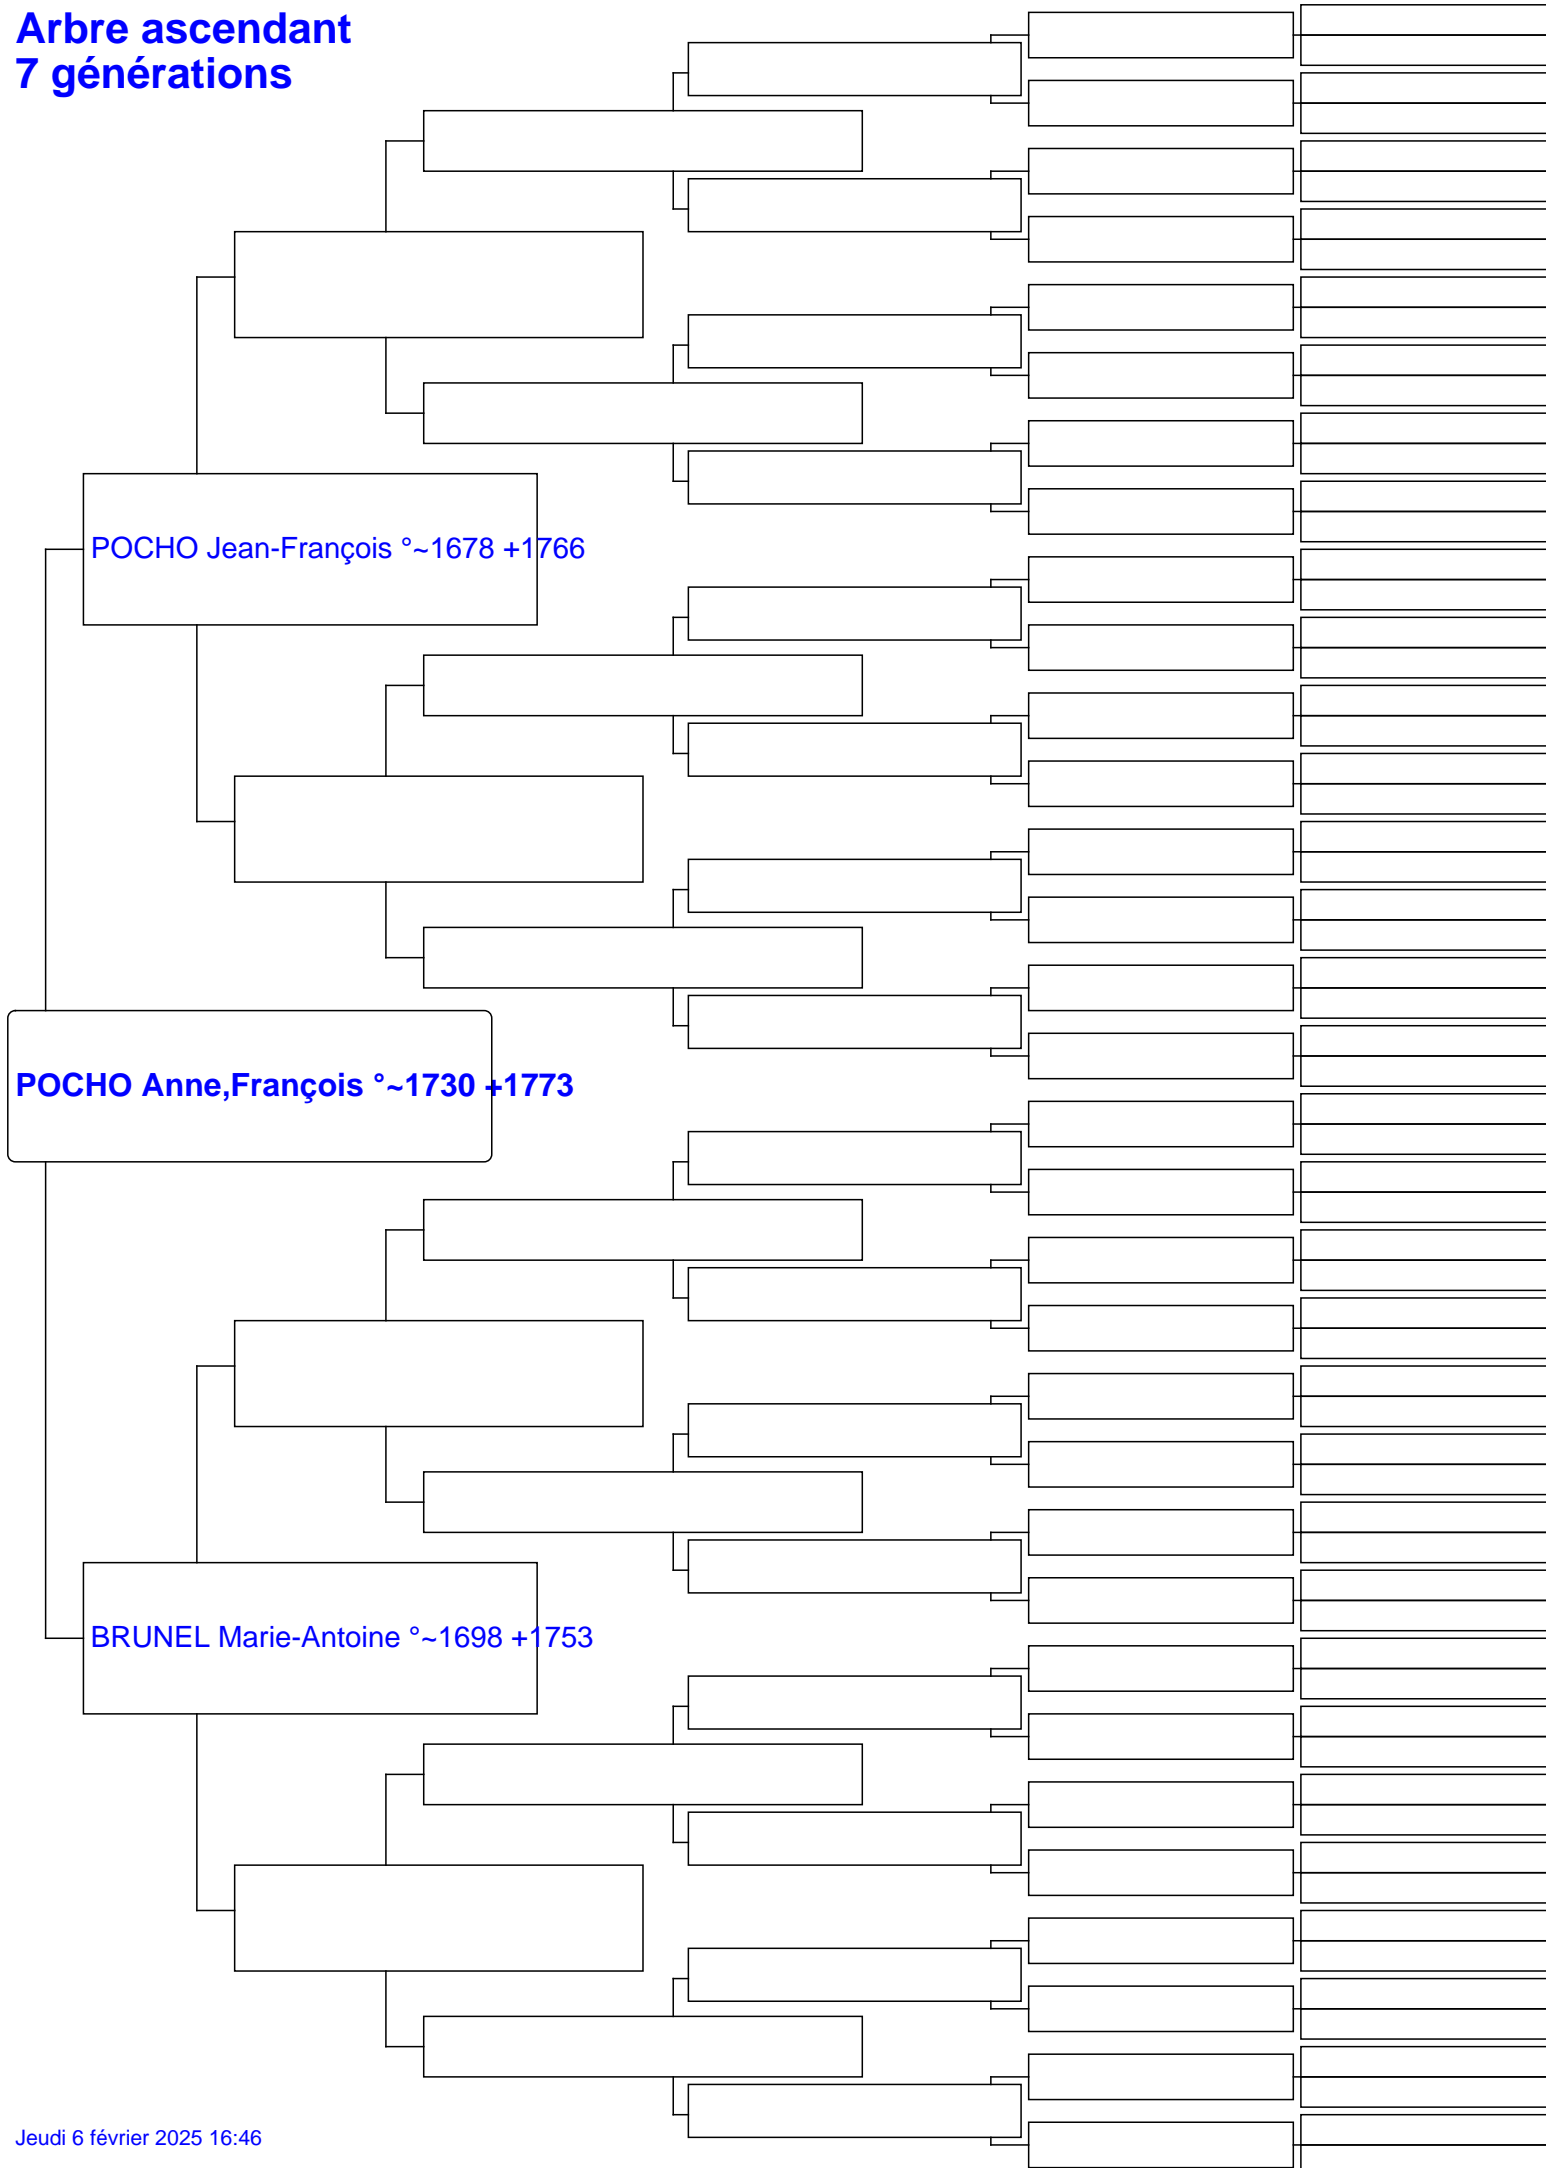 Arbre ascendant
7 générations
POCHO Jean-François °~1678 +1766
POCHO Anne,François °~1730 +1773
BRUNEL Marie-Antoine °~1698 +1753
Jeudi 6 février 2025 16:46